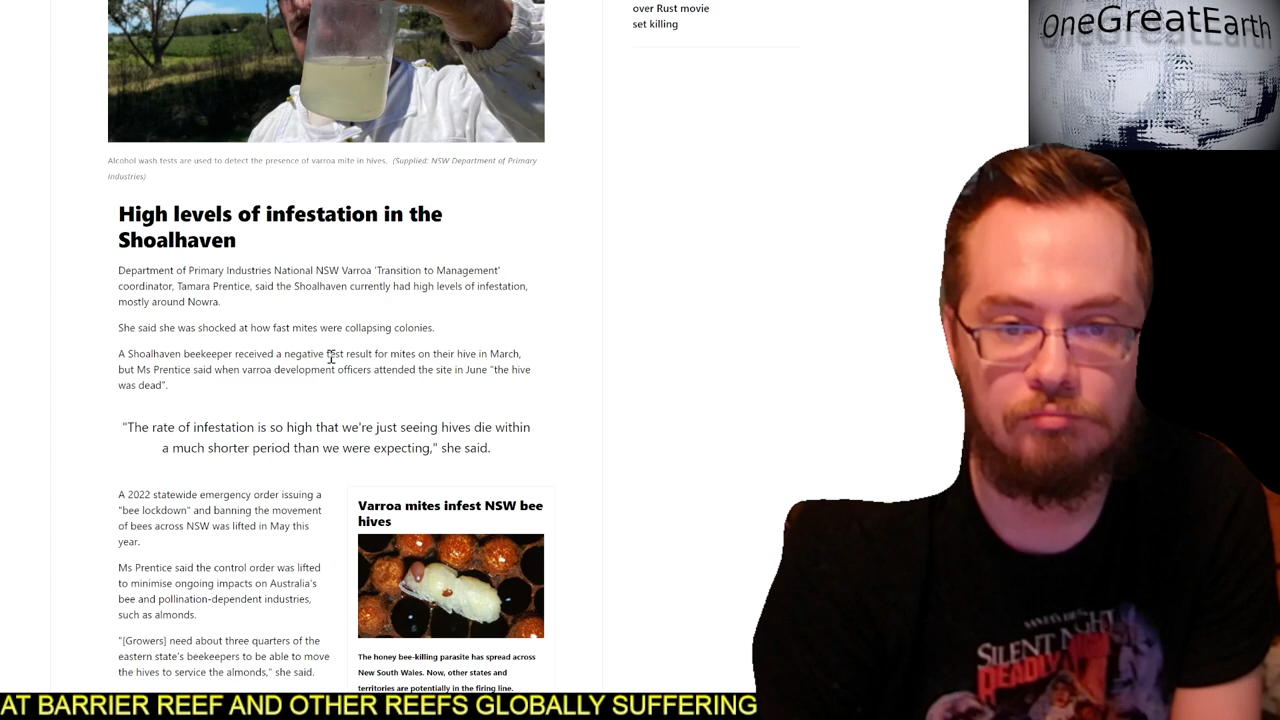 over Rust movie
set killing
OneGreatEarth
Alcohol wash tests are used to detect the presence of varroa mite in hives. (Supplied: NSW Department of Primary
Industries)
High levels of infestation in the
Shoalhaven
Department of Primary Industries National NSW Varroa 'Transition to Management'
coordinator, Tamara Prentice, said the Shoalhaven currently had high levels of infestation,
mostly around Nowra.
She said she was shocked at how fast mites were collapsing colonies.
A Shoalhaven beekeeper received a negative test result for mites on their hive in March,
but Ms Prentice said when varroa development officers attended the site in June "the hive
was dead".
"The rate of infestation is so high that we're just seeing hives die within
a much shorter period than we were expecting," she said.
A 2022 statewide emergency order issuing a
"bee lockdown" and banning the movement
of bees across NSW was lifted in May this
year.
Ms Prentice said the control order was lifted
to minimise ongoing impacts on Australia's
bee and pollination-dependent industries,
such as almonds.
"[Growers] need about three quarters of the
eastern state's beekeepers to be able to move
the hives to service the almonds," she said.
Varroa mites infest NSW bee
hives
The honey bee-killing parasite has spread across
New South Wales. Now, other states and
territories are potentially in the firing line.
SILENT NIGHT
DEADLY
AT BARRIER REEF AND OTHER REEFS GLOBALLY SUFFERING